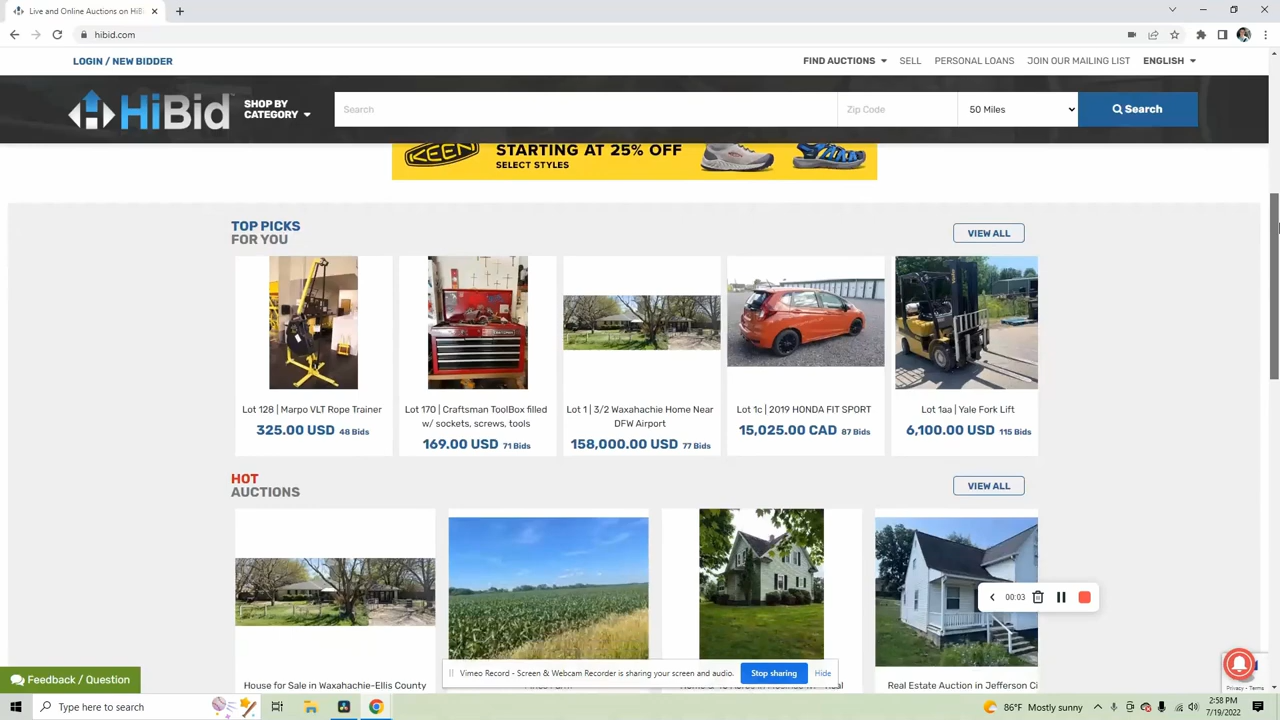 Live and Online Auctions on HiBid
hibid.com
LOGIN / NEW BIDDER
FIND AUCTIONS
SELL
PERSONAL LOANS
JOIN OUR MAILING LIST
ENGLISH
HiBid
SHOP BY
CATEGORY
Search
Zip Code
50 Miles
Search
KEEN
STARTING AT 25% OFF
SELECT STYLES
TOP PICKS
FOR YOU
VIEW ALL
Lot 128 | Marpo VLT Rope Trainer
325.00 USD 48 Bids
Lot 170 | Craftsman ToolBox filled
w/ sockets, screws, tools
169.00 USD 71 Bids
Lot 1 | 3/2 Waxahachie Home Near
DFW Airport
158,000.00 USD 77 Bids
Lot 1c | 2019 HONDA FIT SPORT
15,025.00 CAD 87 Bids
Lot 1aa | Yale Fork Lift
6,100.00 USD 115 Bids
HOT
AUCTIONS
VIEW ALL
00:03
Vimeo Record - Screen & Webcam Recorder is sharing your screen and audio.
Stop sharing
Hide
House for Sale in Waxahachie-Ellis County
Real Estate Auction in Jefferson Ci
Feedback / Question
Privacy - Terms
Type here to search
86°F Mostly sunny
2:58 PM
7/19/2022